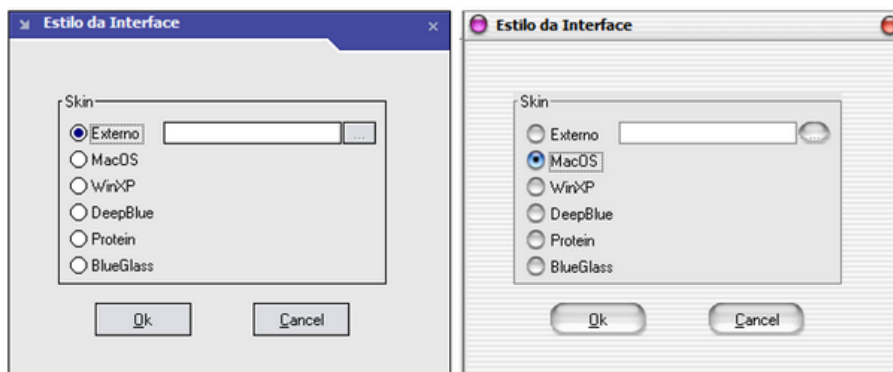 Estilo da Interface
Skin
Externo ...
MacOS
WinXP
DeepBlue
Protein
BlueGlass
Ok Cancel
Estilo da Interface
Skin
Externo ...
MacOS
WinXP
DeepBlue
Protein
BlueGlass
Ok Cancel